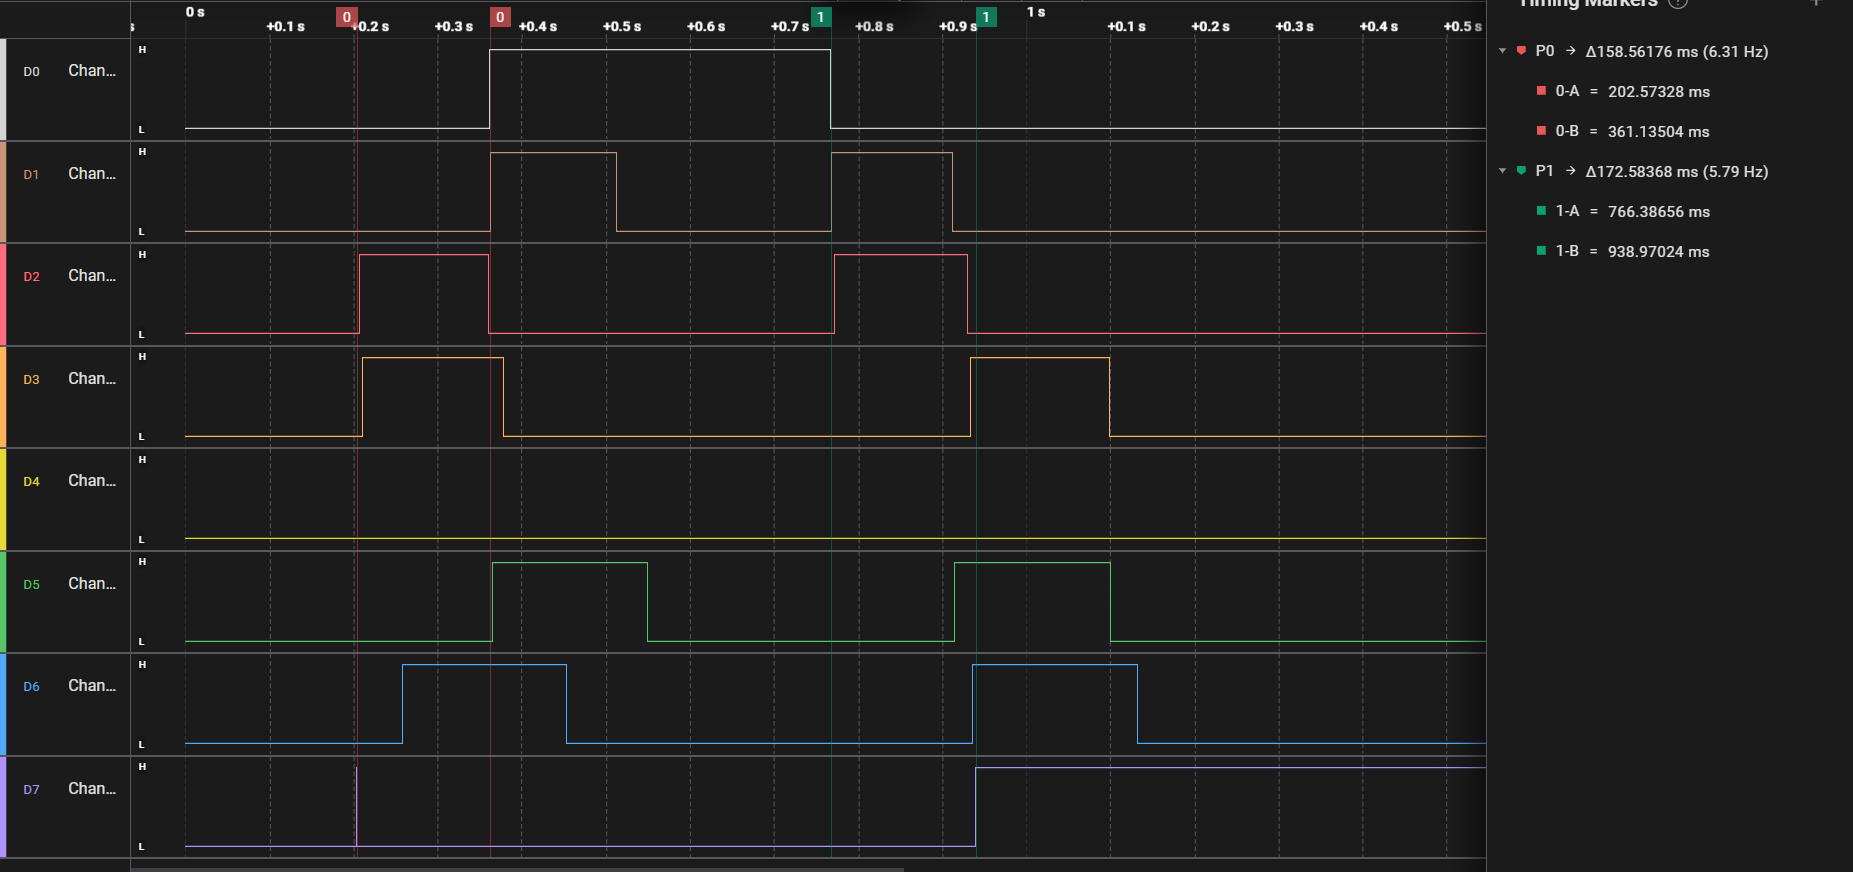 0 s
1 s
0
0
1
1
s
+0.1 s
+0.2 s
+0.3 s
+0.4 s
+0.5 s
+0.6 s
+0.7 s
+0.8 s
+0.9 s
+0.1 s
+0.2 s
+0.3 s
+0.4 s
+0.5 s
D0 Chan...
H
L
D1 Chan...
H
L
D2 Chan...
H
L
D3 Chan...
H
L
D4 Chan...
H
L
D5 Chan...
H
L
D6 Chan...
H
L
D7 Chan...
H
L
Timing Markers
P0 → Δ158.56176 ms (6.31 Hz)
0-A = 202.57328 ms
0-B = 361.13504 ms
P1 → Δ172.58368 ms (5.79 Hz)
1-A = 766.38656 ms
1-B = 938.97024 ms